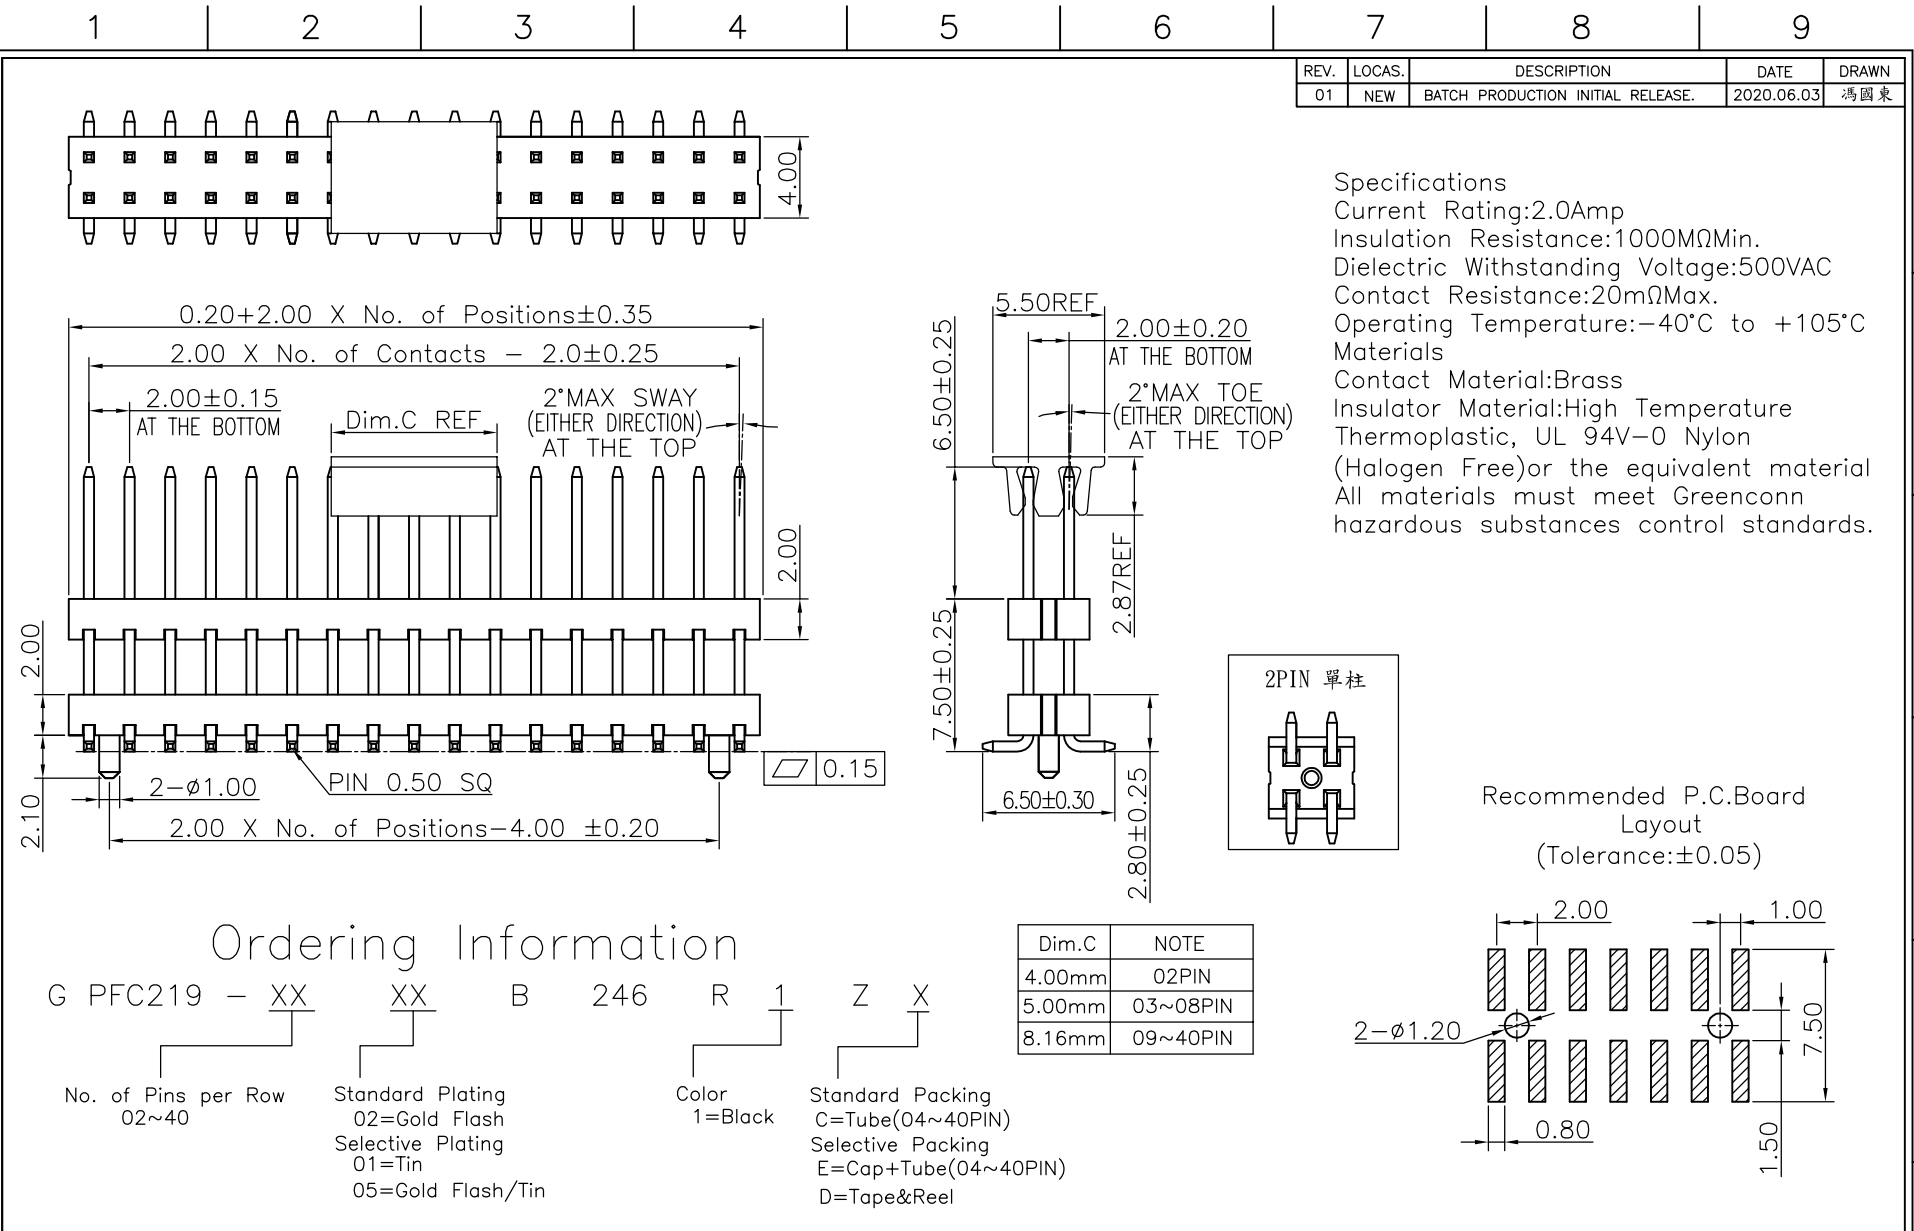 1 2 3 4 5 6 7 8 9
REV. LOCAS. DESCRIPTION DATE DRAWN
01 NEW BATCH PRODUCTION INITIAL RELEASE. 2020.06.03 馮國東
4.00
Specifications
Current Rating:2.0Amp
Insulation Resistance:1000MΩMin.
Dielectric Withstanding Voltage:500VAC
Contact Resistance:20mΩMax.
Operating Temperature:-40°C to +105°C
Materials
Contact Material:Brass
Insulator Material:High Temperature
Thermoplastic, UL 94V-0 Nylon
(Halogen Free)or the equivalent material
All materials must meet Greenconn
hazardous substances control standards.
0.20+2.00 X No. of Positions±0.35
2.00 X No. of Contacts - 2.0±0.25
2.00±0.15
AT THE BOTTOM
Dim.C REF
2°MAX SWAY
(EITHER DIRECTION)
AT THE TOP
2.00
2.00
2.10
2-ø1.00
PIN 0.50 SQ
0.15
2.00 X No. of Positions-4.00 ±0.20
5.50REF
2.00±0.20
AT THE BOTTOM
2°MAX TOE
(EITHER DIRECTION)
AT THE TOP
6.50±0.25
2.87REF
7.50±0.25
6.50±0.30
2.80±0.25
2PIN 單柱
Recommended P.C.Board
Layout
(Tolerance:±0.05)
2.00
1.00
2-ø1.20
7.50
0.80
1.50
Dim.C NOTE
4.00mm 02PIN
5.00mm 03~08PIN
8.16mm 09~40PIN
Ordering Information
G PFC219 - XX XX B 246 R 1 Z X
No. of Pins per Row
02~40
Standard Plating
02=Gold Flash
Selective Plating
01=Tin
05=Gold Flash/Tin
Color
1=Black
Standard Packing
C=Tube(04~40PIN)
Selective Packing
E=Cap+Tube(04~40PIN)
D=Tape&Reel